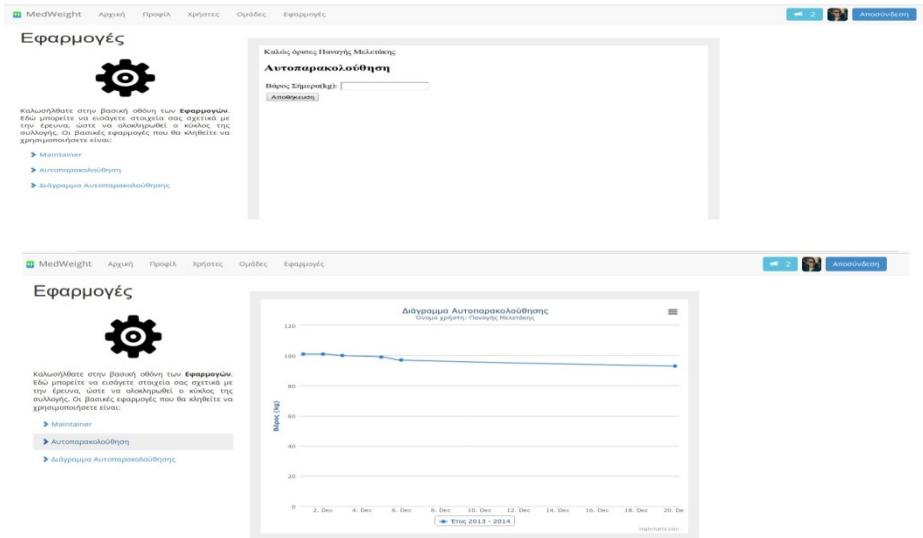 MedWeight Αρχική Προφίλ Χρήστες Ομάδες Εφαρμογές 2 Αποσύνδεση
Εφαρμογές
Καλωσήλθατε στην βασική οθόνη των Εφαρμογών.
Εδώ μπορείτε να εισάγετε στοιχεία σας σχετικά με
την έρευνα, ώστε να ολοκληρωθεί ο κύκλος της
συλλογής. Οι βασικές εφαρμογές που θα κληθείτε να
χρησιμοποιήσετε είναι:
Maintainer
Αυτοπαρακολούθηση
Διάγραμμα Αυτοπαρακολούθησης
Καλώς όρισες Παναγής Μελετάκης
Αυτοπαρακολούθηση
Βάρος Σήμερα(kg):
Αποθήκευση
MedWeight Αρχική Προφίλ Χρήστες Ομάδες Εφαρμογές 2 Αποσύνδεση
Εφαρμογές
Καλωσήλθατε στην βασική οθόνη των Εφαρμογών.
Εδώ μπορείτε να εισάγετε στοιχεία σας σχετικά με
την έρευνα, ώστε να ολοκληρωθεί ο κύκλος της
συλλογής. Οι βασικές εφαρμογές που θα κληθείτε να
χρησιμοποιήσετε είναι:
Maintainer
Αυτοπαρακολούθηση
Διάγραμμα Αυτοπαρακολούθησης
Διάγραμμα Αυτοπαρακολούθησης
Όνομα χρήστη: Παναγής Μελετάκης
120
100
80
60
40
20
0
Βάρος (kg)
2. Dec 4. Dec 6. Dec 8. Dec 10. Dec 12. Dec 14. Dec 16. Dec 18. Dec 20. De
Έτος 2013 - 2014
Highcharts.com